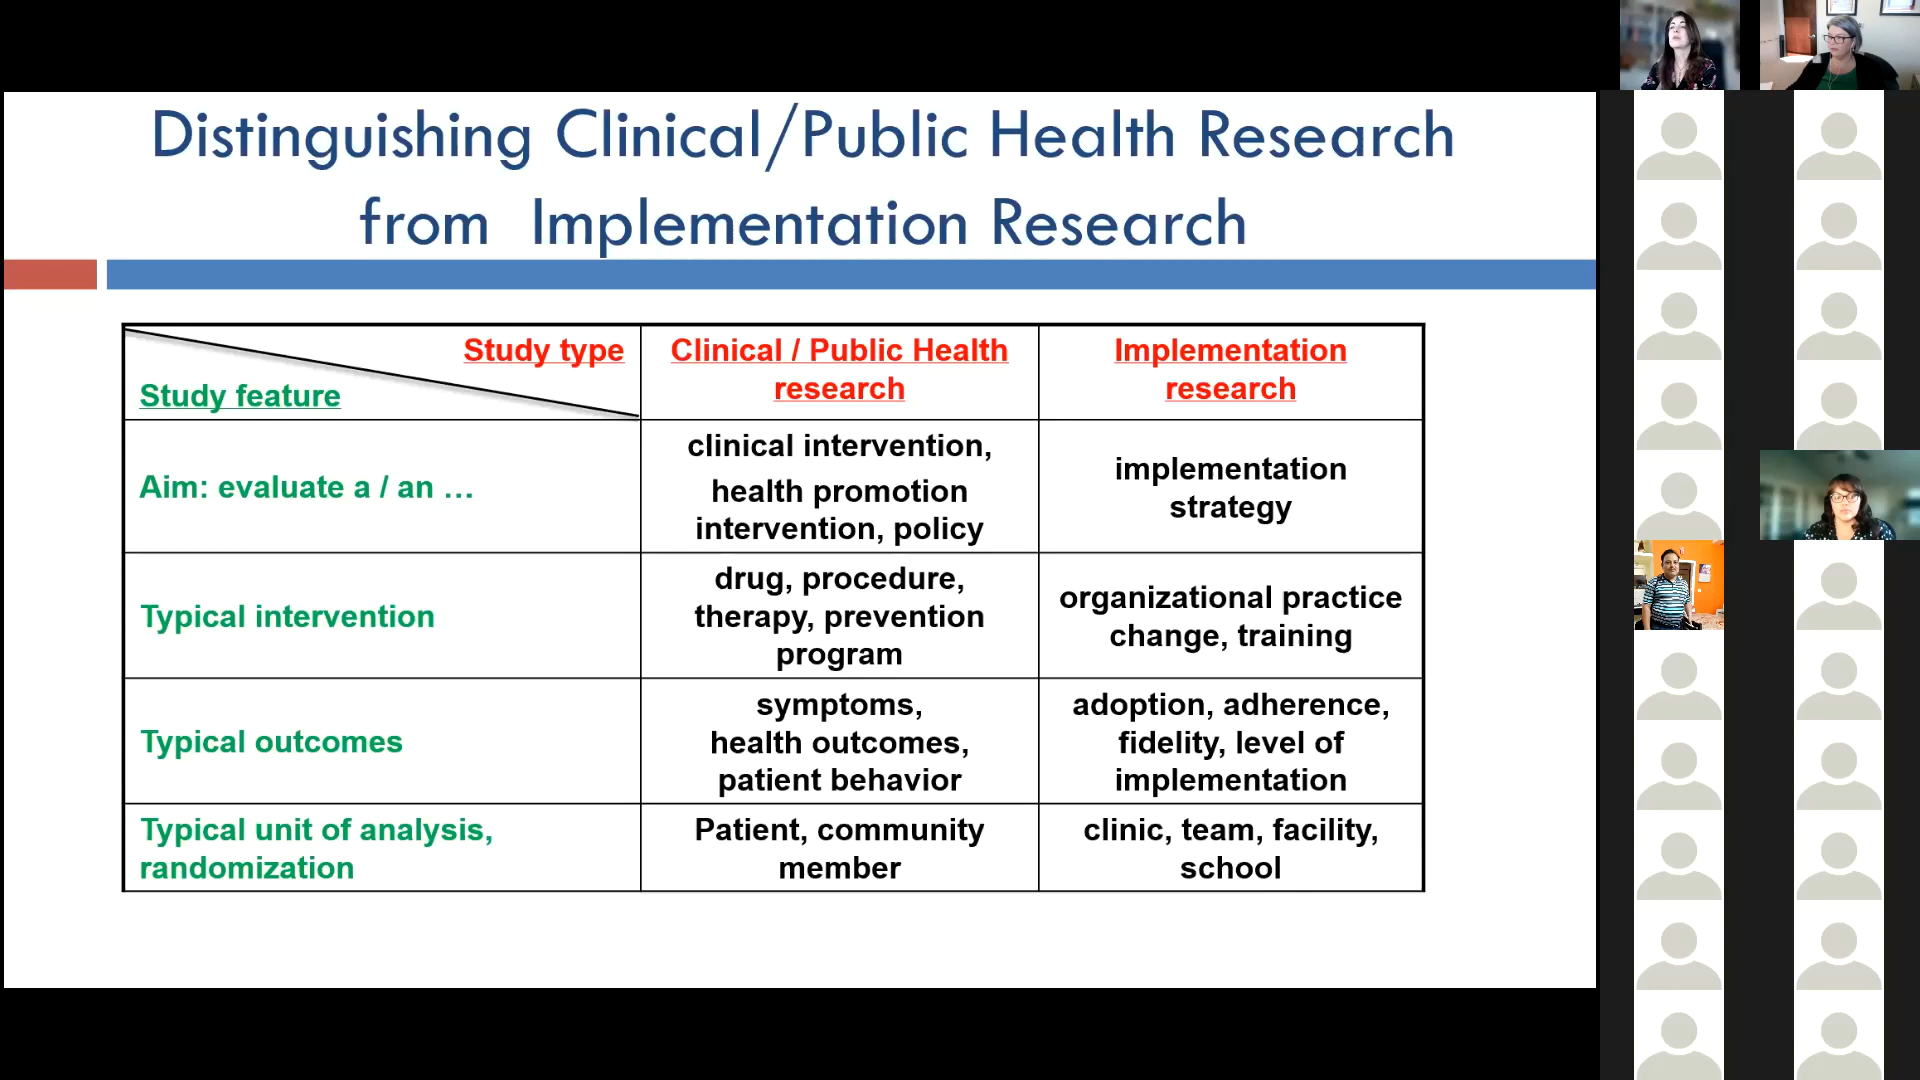 Distinguishing Clinical/Public Health Research
from Implementation Research
Study type
Study feature
Clinical / Public Health
research
Implementation
research
Aim: evaluate a / an …
clinical intervention,
health promotion
intervention, policy
implementation
strategy
Typical intervention
drug, procedure,
therapy, prevention
program
organizational practice
change, training
Typical outcomes
symptoms,
health outcomes,
patient behavior
adoption, adherence,
fidelity, level of
implementation
Typical unit of analysis,
randomization
Patient, community
member
clinic, team, facility,
school